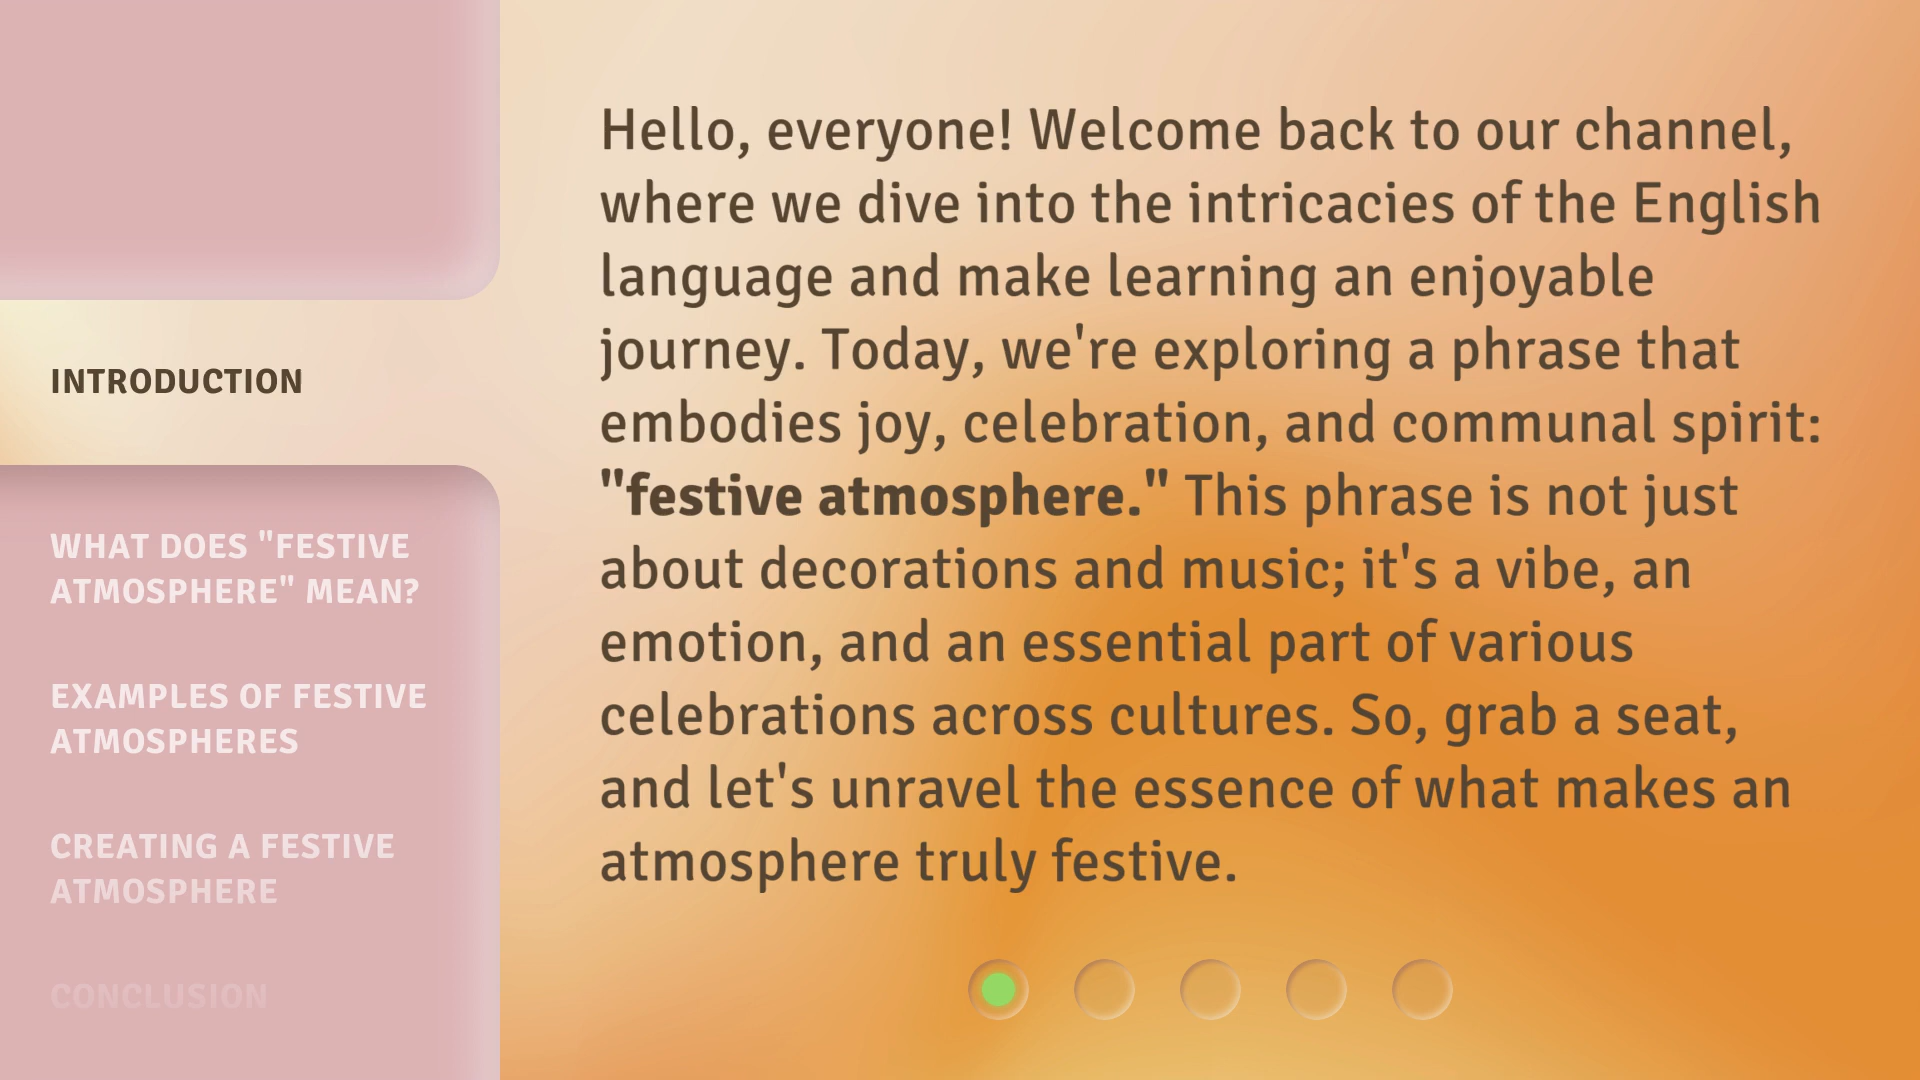 INTRODUCTION
WHAT DOES "FESTIVE
ATMOSPHERE" MEAN?
EXAMPLES OF FESTIVE
ATMOSPHERES
CREATING A FESTIVE
ATMOSPHERE
CONCLUSION
Hello, everyone! Welcome back to our channel,
where we dive into the intricacies of the English
language and make learning an enjoyable
journey. Today, we're exploring a phrase that
embodies joy, celebration, and communal spirit:
"festive atmosphere." This phrase is not just
about decorations and music; it's a vibe, an
emotion, and an essential part of various
celebrations across cultures. So, grab a seat,
and let's unravel the essence of what makes an
atmosphere truly festive.